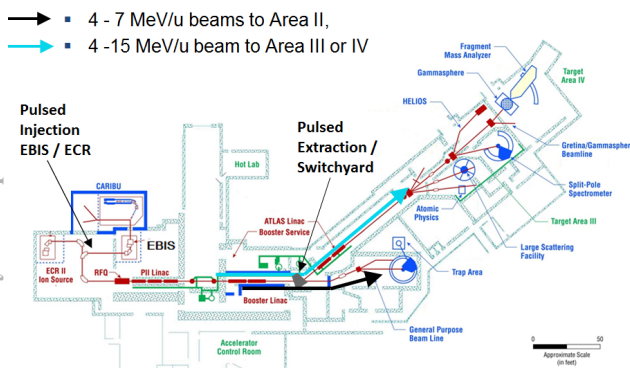 4 - 7 MeV/u beams to Area II,
4 -15 MeV/u beam to Area III or IV
Fragment
Mass Analyzer
Gammasphere
Target
Area IV
HELIOS
Pulsed
Injection
EBIS / ECR
Pulsed
Extraction /
Switchyard
Gretina/Gammasphere
Beamline
Hot Lab
Split-Pole
Spectrometer
CARIBU
Atomic
Physics
Target Area III
ATLAS Linac
Booster Service
EBIS
Large Scattering
Facility
ECR II
Ion Source
RFQ
PII Linac
Trap Area
Booster Linac
General Purpose
Beam Line
Accelerator
Control Room
0 50
Approximate Scale
(in feet)